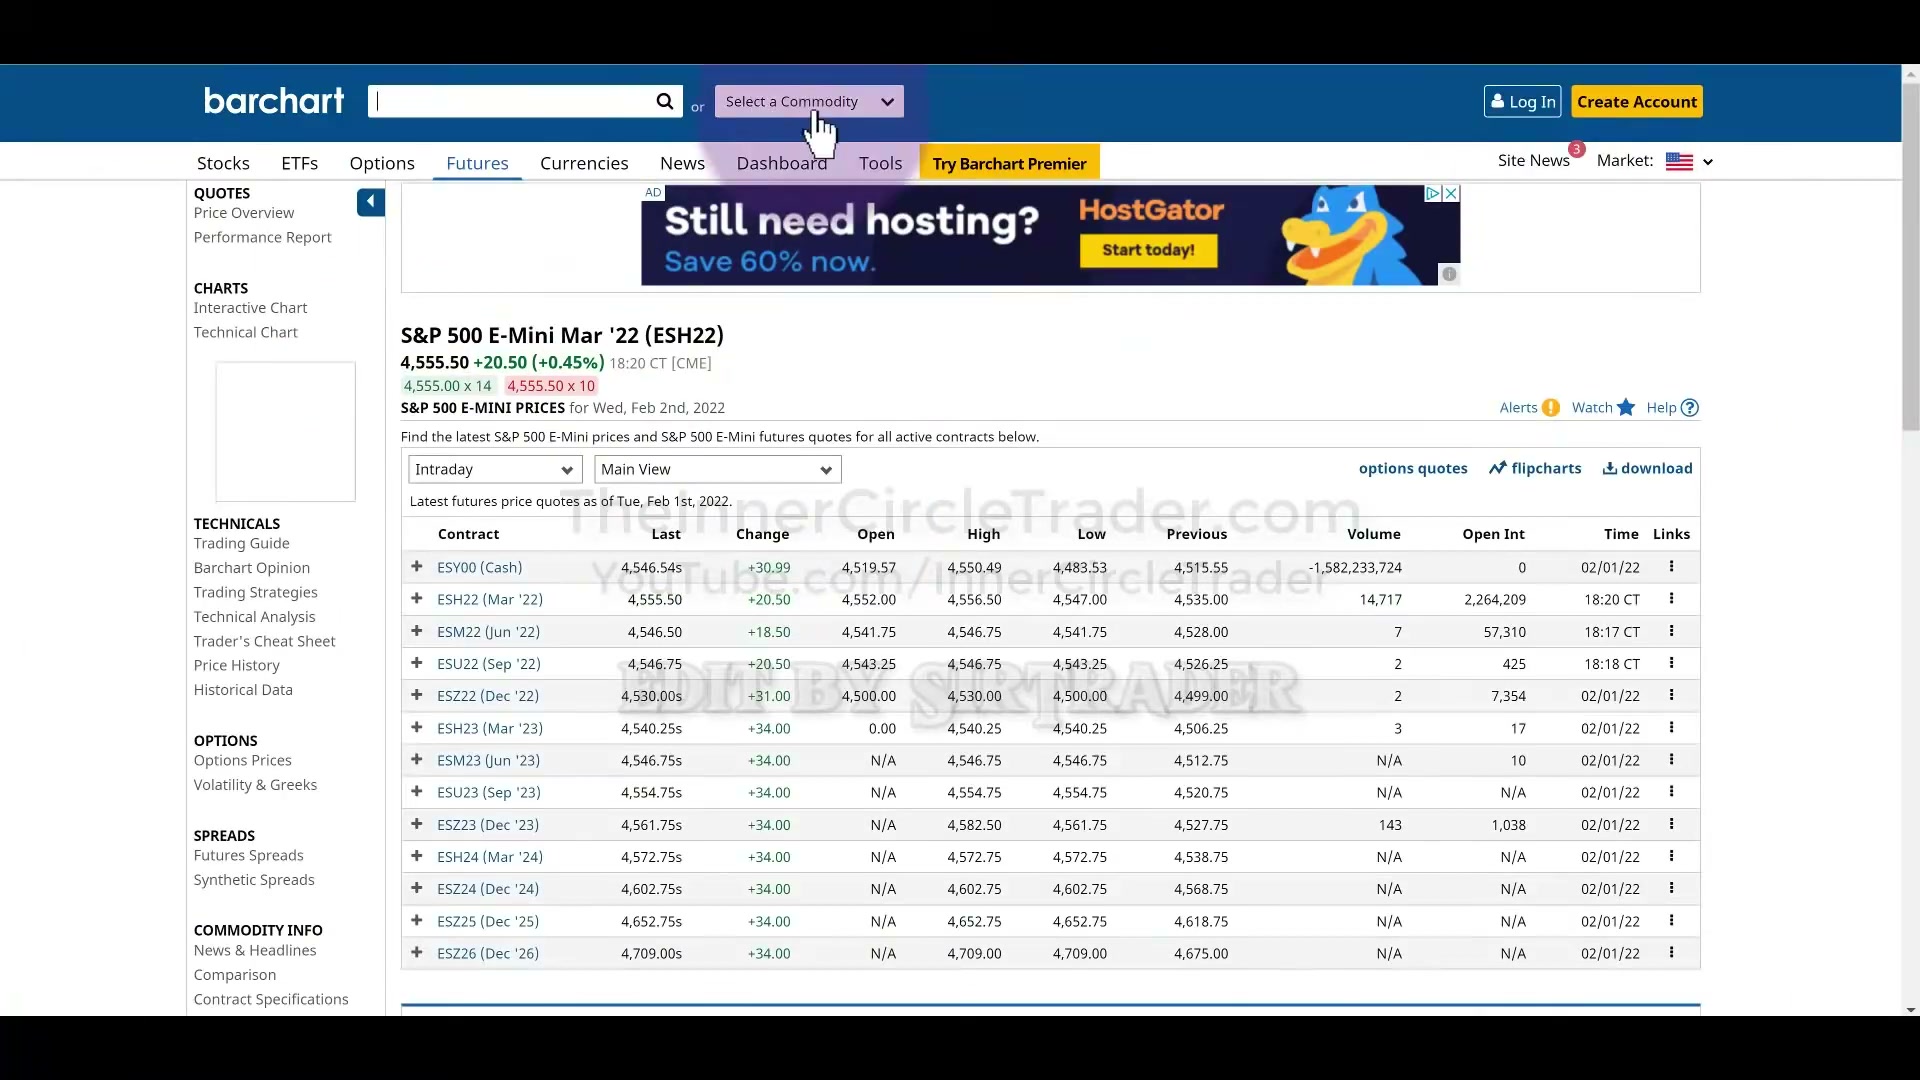 barchart
or
Select a Commodity
Log In
Create Account
Stocks ETFs Options Futures Currencies News Dashboard Tools Try Barchart Premier
Site News 3 Market:
QUOTES
Price Overview
Performance Report
CHARTS
Interactive Chart
Technical Chart
TECHNICALS
Trading Guide
Barchart Opinion
Trading Strategies
Technical Analysis
Trader's Cheat Sheet
Price History
Historical Data
OPTIONS
Options Prices
Volatility & Greeks
SPREADS
Futures Spreads
Synthetic Spreads
COMMODITY INFO
News & Headlines
Comparison
Contract Specifications
AD
Still need hosting?
Save 60% now.
HostGator
Start today!
S&P 500 E-Mini Mar '22 (ESH22)
4,555.50 +20.50 (+0.45%) 18:20 CT [CME]
4,555.00 x 14 4,555.50 x 10
S&P 500 E-MINI PRICES for Wed, Feb 2nd, 2022
Alerts Watch Help
Find the latest S&P 500 E-Mini prices and S&P 500 E-Mini futures quotes for all active contracts below.
Intraday Main View options quotes flipcharts download
Latest futures price quotes as of Tue, Feb 1st, 2022.
TheInnerCircleTrader.com
Contract Last Change Open High Low Previous Volume Open Int Time Links
ESY00 (Cash) 4,546.54s +30.99 4,519.57 4,550.49 4,483.53 4,515.55 -1,582,233,724 0 02/01/22
YouTube.com/InnerCircleTrader
ESH22 (Mar '22) 4,555.50 +20.50 4,552.00 4,556.50 4,547.00 4,535.00 14,717 2,264,209 18:20 CT
ESM22 (Jun '22) 4,546.50 +18.50 4,541.75 4,546.75 4,541.75 4,528.00 7 57,310 18:17 CT
ESU22 (Sep '22) 4,546.75 +20.50 4,543.25 4,546.75 4,543.25 4,526.25 2 425 18:18 CT
EDIT BY SIRTRADER
ESZ22 (Dec '22) 4,530.00s +31.00 4,500.00 4,530.00 4,500.00 4,499.00 2 7,354 02/01/22
ESH23 (Mar '23) 4,540.25s +34.00 0.00 4,540.25 4,540.25 4,506.25 3 17 02/01/22
ESM23 (Jun '23) 4,546.75s +34.00 N/A 4,546.75 4,546.75 4,512.75 N/A 10 02/01/22
ESU23 (Sep '23) 4,554.75s +34.00 N/A 4,554.75 4,554.75 4,520.75 N/A N/A 02/01/22
ESZ23 (Dec '23) 4,561.75s +34.00 N/A 4,582.50 4,561.75 4,527.75 143 1,038 02/01/22
ESH24 (Mar '24) 4,572.75s +34.00 N/A 4,572.75 4,572.75 4,538.75 N/A N/A 02/01/22
ESZ24 (Dec '24) 4,602.75s +34.00 N/A 4,602.75 4,602.75 4,568.75 N/A N/A 02/01/22
ESZ25 (Dec '25) 4,652.75s +34.00 N/A 4,652.75 4,652.75 4,618.75 N/A N/A 02/01/22
ESZ26 (Dec '26) 4,709.00s +34.00 N/A 4,709.00 4,709.00 4,675.00 N/A N/A 02/01/22